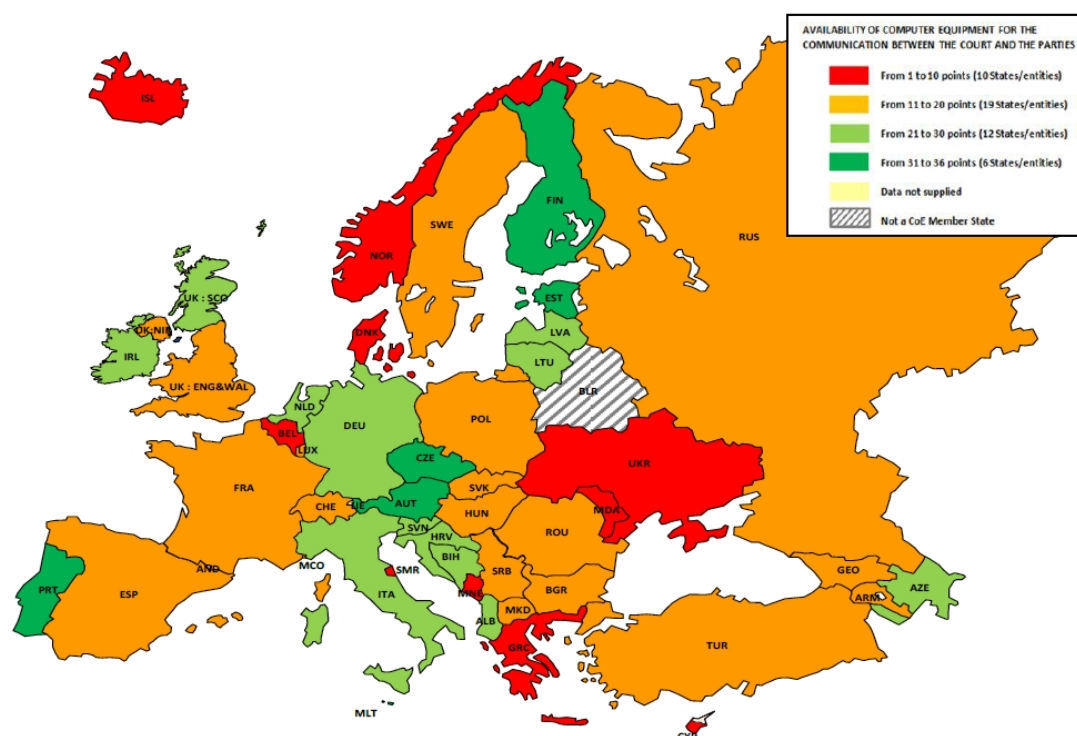 AVAILABILITY OF COMPUTER EQUIPMENT FOR THE
COMMUNICATION BETWEEN THE COURT AND THE PARTIES
From 1 to 10 points (10 States/entities)
From 11 to 20 points (19 States/entities)
From 21 to 30 points (12 States/entities)
From 31 to 36 points (6 States/entities)
Data not supplied
Not a CoE Member State
ISL
FIN
SWE
RUS
NOR
EST
UK : SCO
DNK
UK:NIR
LVA
IRL
LTU
UK : ENG&WAL
BLR
NLD
POL
DEU
BEL
LUX
CZE
UKR
FRA
SVK
CHE
LIE
AUT
HUN
MDA
SVN
ROU
HRV
BIH
MCO
SMR
SRB
AND
GEO
PRT
ESP
ITA
MNE
BGR
AZE
ARM
MKD
ALB
GRC
TUR
MLT
CYP